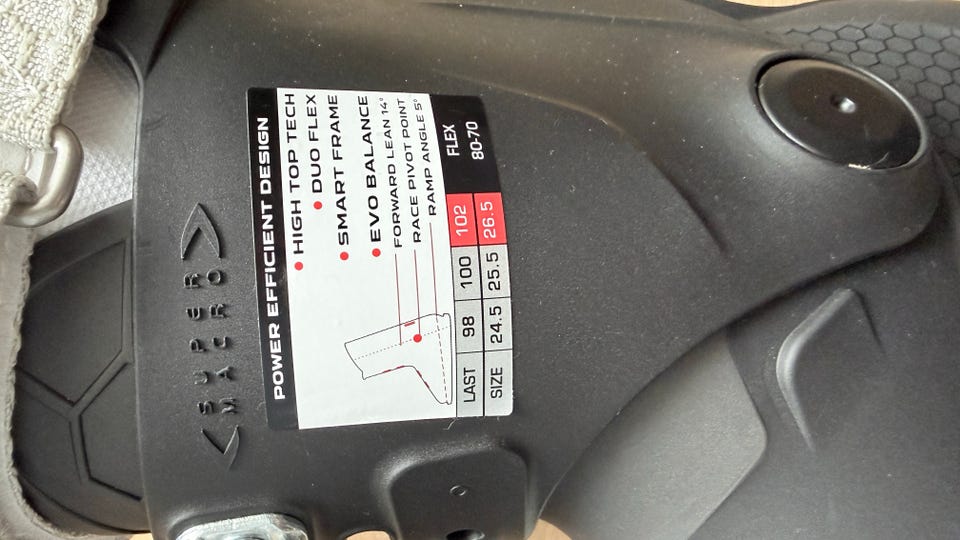 < SUPER
MACRO >
POWER EFFICIENT DESIGN
HIGH TOP TECH
DUO FLEX
SMART FRAME
EVO BALANCE
FORWARD LEAN 14°
RACE PIVOT POINT
RAMP ANGLE 5°
LAST 98 100 102 FLEX
SIZE 24.5 25.5 26.5 80-70